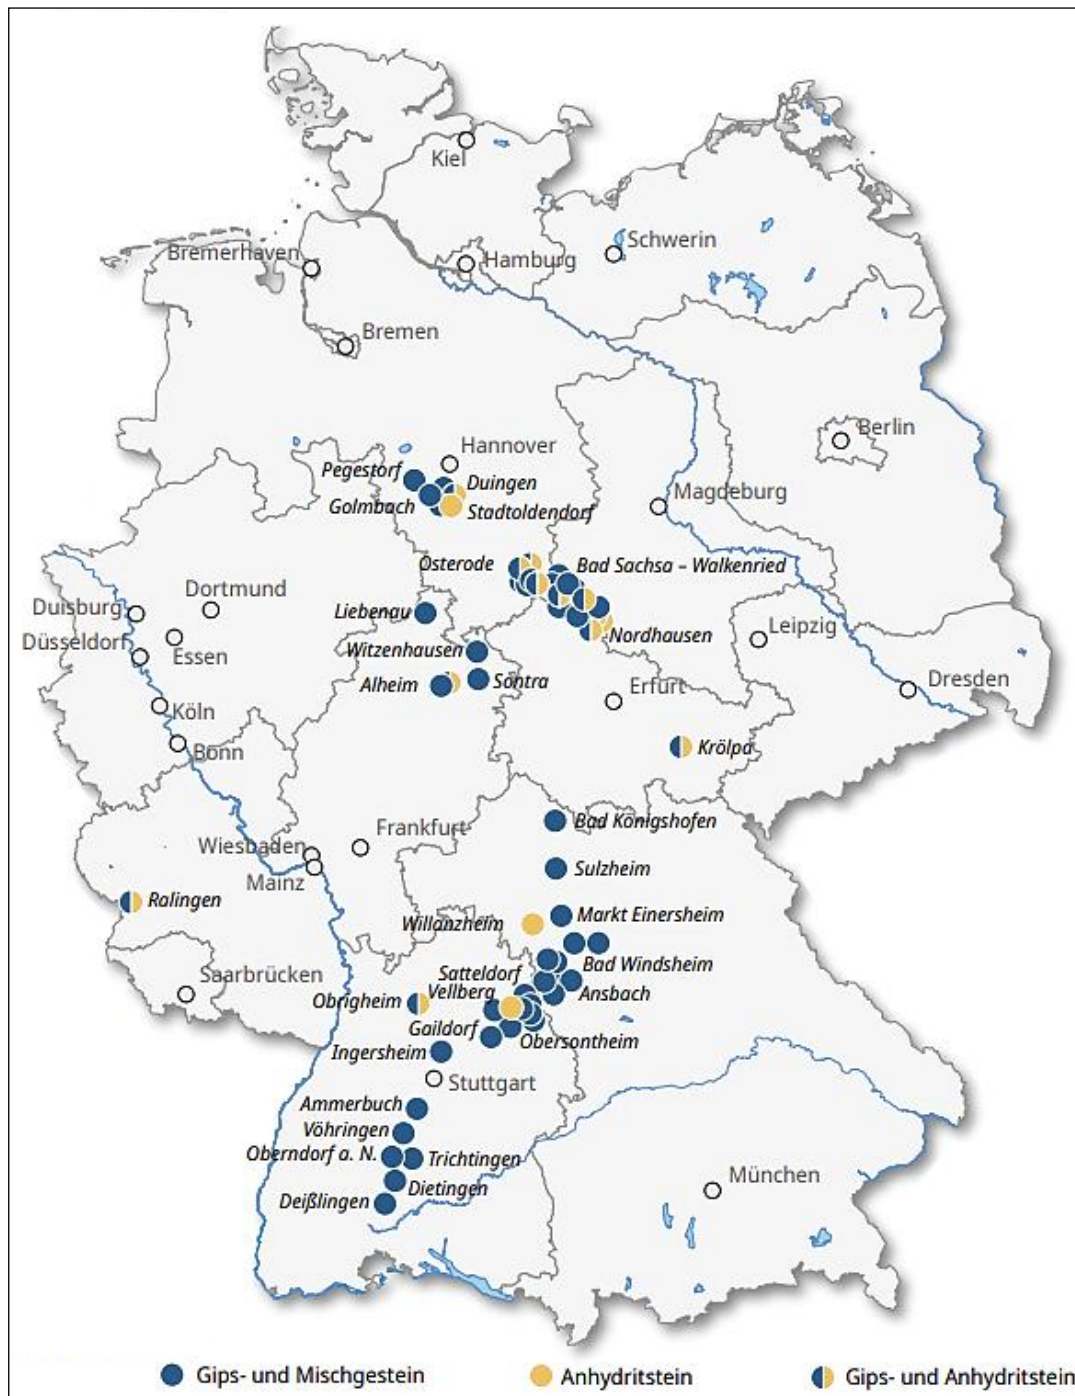 Kiel
Schwerin
Bremerhaven
Hamburg
Bremen
Berlin
Hannover
Pegestorf
Duingen
Magdeburg
Golmbach
Stadtoldendorf
Osterode
Bad Sachsa – Walkenried
Dortmund
Duisburg
Liebenau
Leipzig
Nordhausen
Düsseldorf
Essen
Witzenhausen
Alheim
Sontra
Erfurt
Dresden
Köln
Bonn
Krölpa
Bad Königshofen
Frankfurt
Wiesbaden
Mainz
Sulzheim
Ralingen
Willanzheim
Markt Einersheim
Bad Windsheim
Saarbrücken
Satteldorf
Vellberg
Ansbach
Obrigheim
Gaildorf
Obersontheim
Ingersheim
Stuttgart
Ammerbuch
Vöhringen
Oberndorf a. N.
Trichtingen
München
Dietingen
Deißlingen
Gips- und Mischgestein
Anhydritstein
Gips- und Anhydritstein